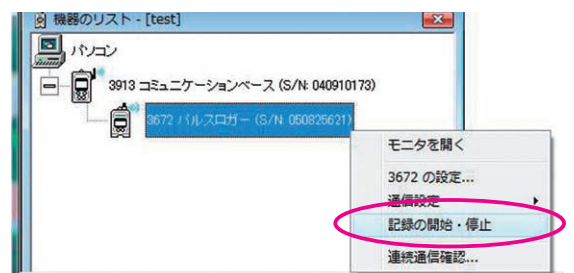 機器のリスト - [test]
パソコン
3913 コミュニケーションベース (S/N: 040910173)
3672 パルスロガー (S/N: 050825621)
モニタを開く
3672 の設定...
通信設定
記録の開始・停止
連続通信確認...